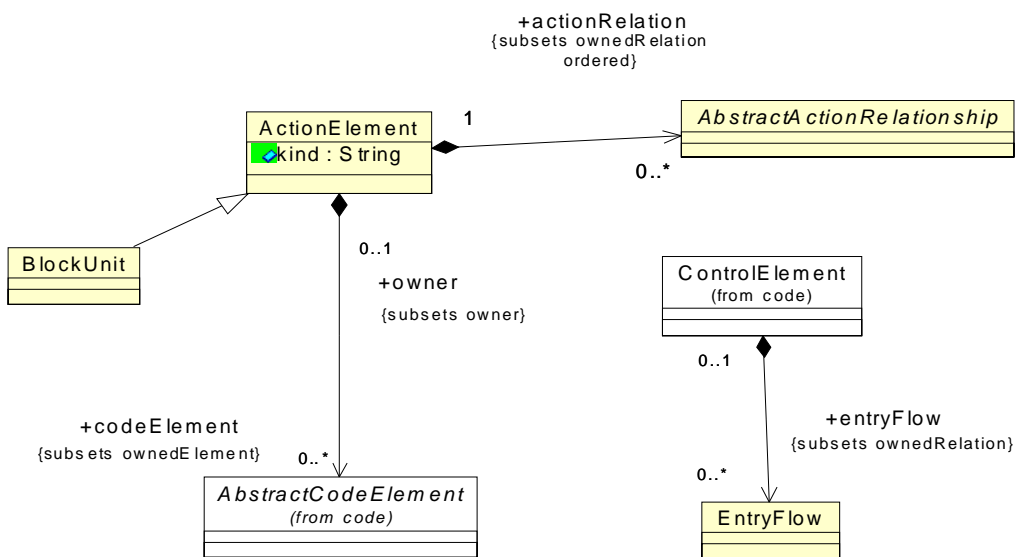 +actionRelation
{subsets ownedRelation
ordered}
ActionElement
kind : String
1
0..*
AbstractActionRelationship
BlockUnit
0..1
+owner
{subsets owner}
ControlElement
(from code)
0..1
+codeElement
{subsets ownedElement}
0..*
+entryFlow
{subsets ownedRelation}
0..*
AbstractCodeElement
(from code)
EntryFlow